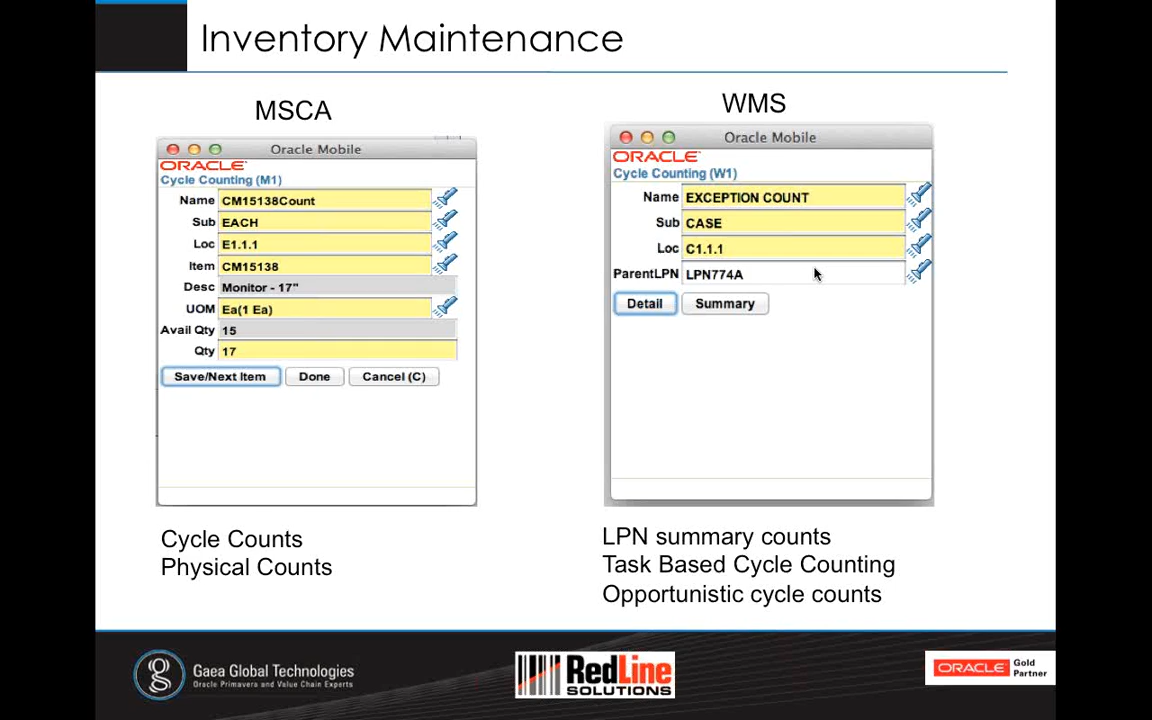 Inventory Maintenance
MSCA
Oracle Mobile
ORACLE
Cycle Counting (M1)
Name CM15138Count
Sub EACH
Loc E1.1.1
Item CM15138
Desc Monitor - 17"
UOM Ea(1 Ea)
Avail Qty 15
Qty 17
Save/Next Item Done Cancel (C)
Cycle Counts
Physical Counts
WMS
Oracle Mobile
ORACLE
Cycle Counting (W1)
Name EXCEPTION COUNT
Sub CASE
Loc C1.1.1
ParentLPN LPN774A
Detail Summary
LPN summary counts
Task Based Cycle Counting
Opportunistic cycle counts
g Gaea Global Technologies
Oracle Primavera and Value Chain Experts
RedLine
SOLUTIONS
ORACLE Gold
Partner